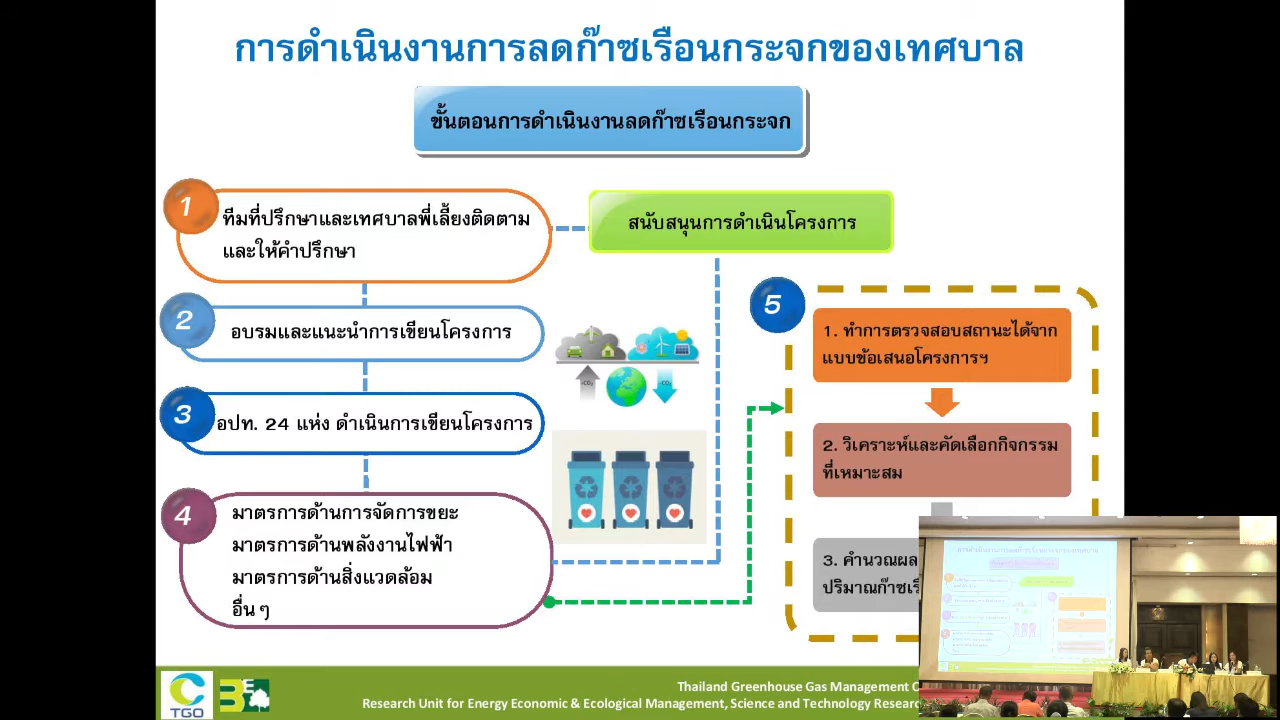 การดำเนินงานการลดก๊าซเรือนกระจกของเทศบาล
ขั้นตอนการดำเนินงานลดก๊าซเรือนกระจก
1
ทีมที่ปรึกษาและเทศบาลพี่เลี้ยงติดตาม
และให้คำปรึกษา
สนับสนุนการดำเนินโครงการ
2
อบรมและแนะนำการเขียนโครงการ
3
อปท. 24 แห่ง ดำเนินการเขียนโครงการ
4
มาตรการด้านการจัดการขยะ
มาตรการด้านพลังงานไฟฟ้า
มาตรการด้านสิ่งแวดล้อม
อื่นๆ
5
1. ทำการตรวจสอบสถานะได้จาก
แบบข้อเสนอโครงการฯ
2. วิเคราะห์และคัดเลือกกิจกรรม
ที่เหมาะสม
3. คำนวณผล
ปริมาณก๊าซเรื
TGO
Thailand Greenhouse Gas Management
Research Unit for Energy Economic & Ecological Management, Science and Technology